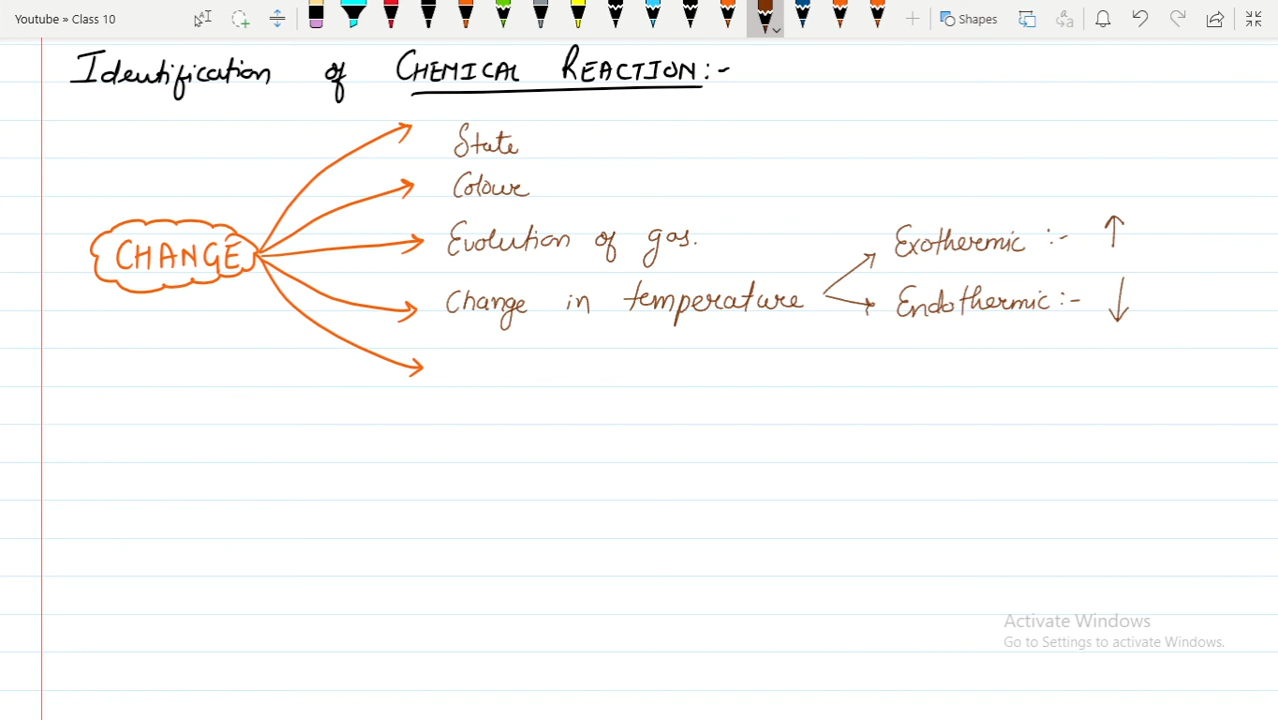 Youtube » Class 10
Shapes
Identification of CHEMICAL REACTION:-
State
Colour
CHANGE
Evolution of gas.
Exothermic :- ↑
Change in temperature
Endothermic :- ↓
Activate Windows
Go to Settings to activate Windows.